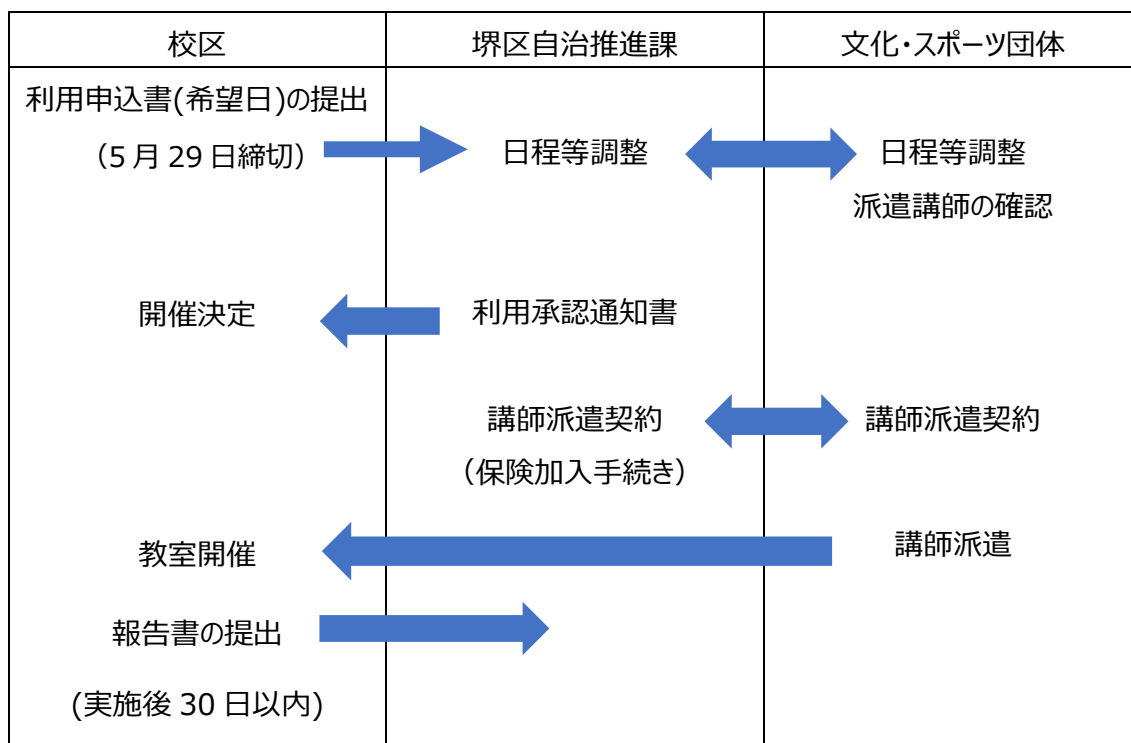 校区 堺区自治推進課 文化・スポーツ団体
利用申込書(希望日)の提出
（5月29日締切） 日程等調整 日程等調整
派遣講師の確認
開催決定 利用承認通知書
講師派遣契約 講師派遣契約
（保険加入手続き）
教室開催 講師派遣
報告書の提出
(実施後30日以内)